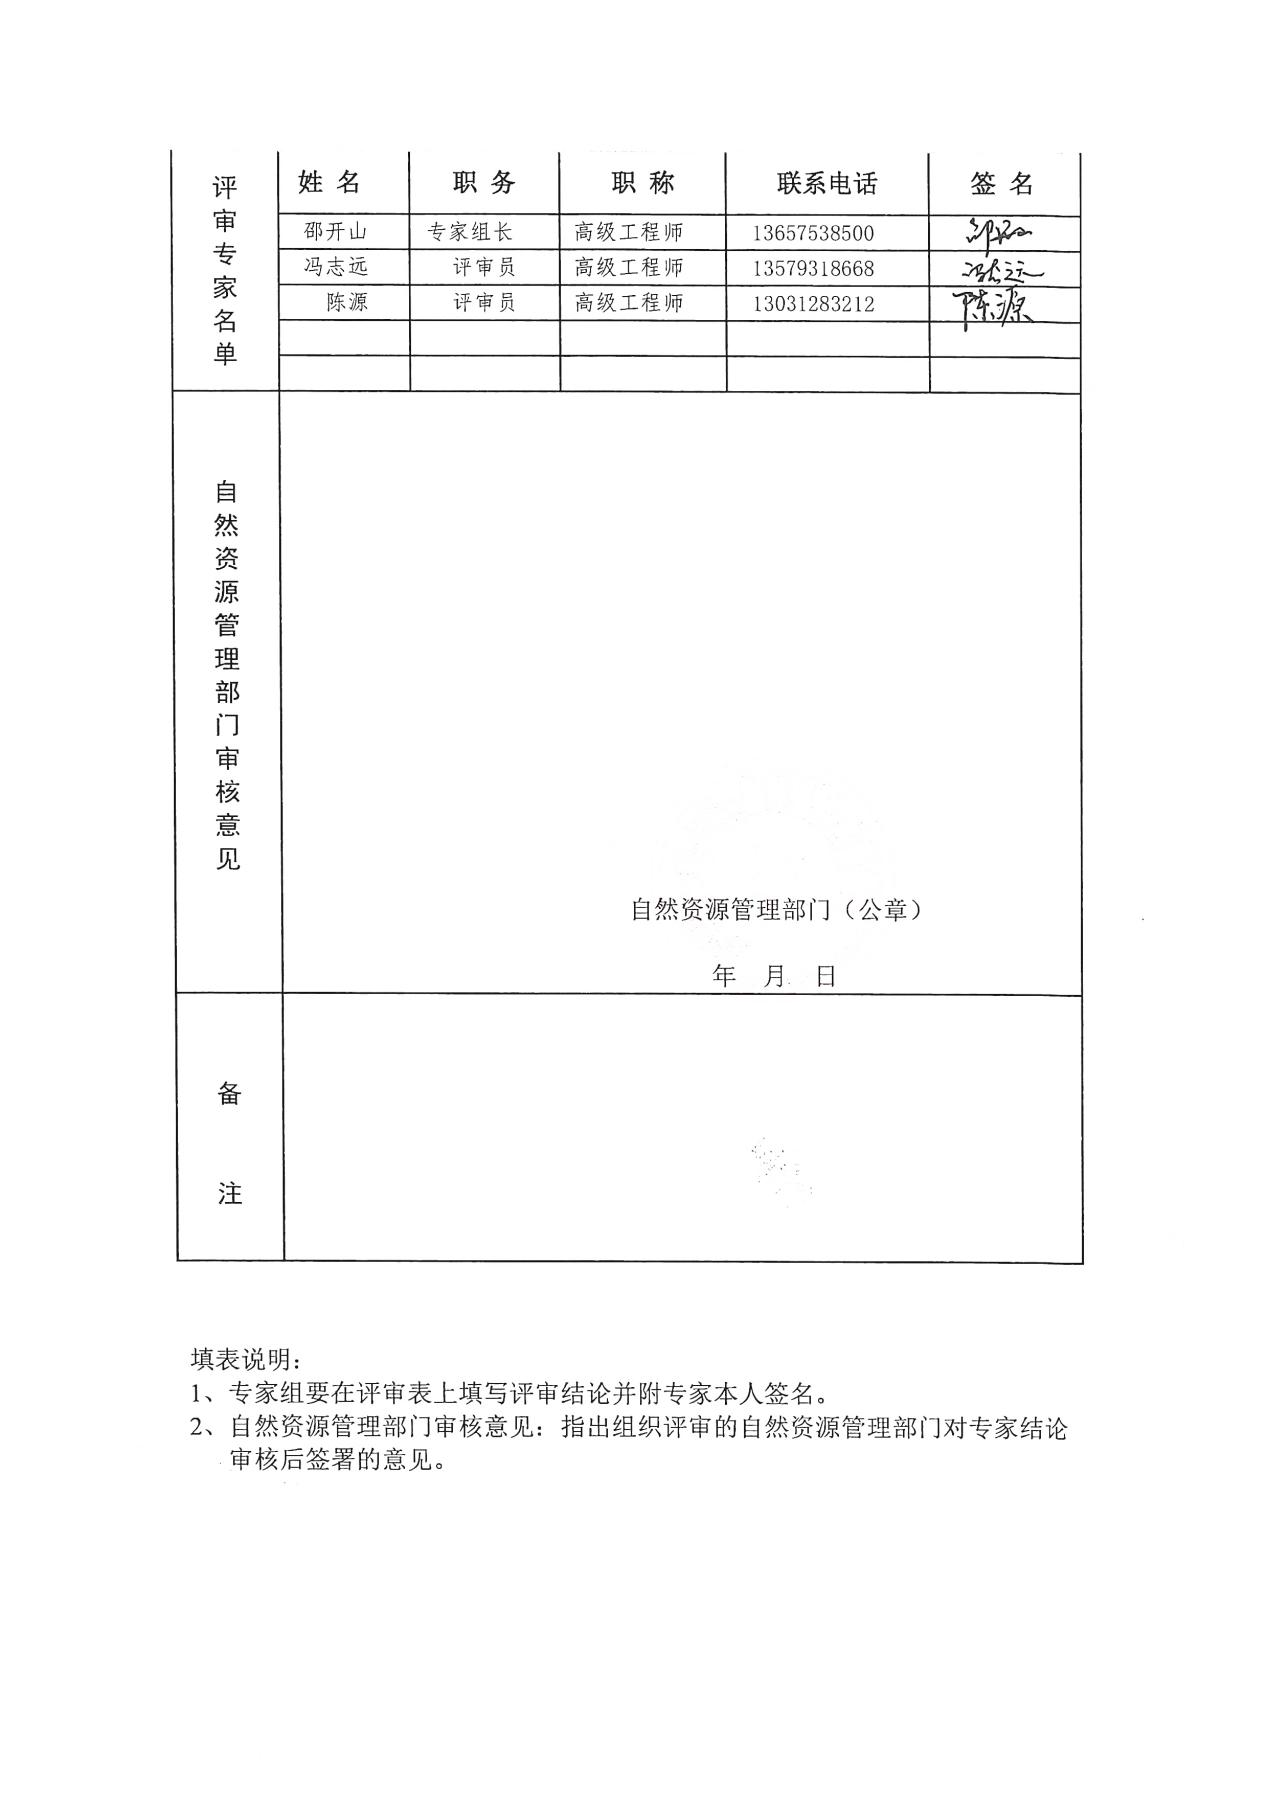 评审专家名单
姓 名 职 务 职 称 联系电话 签 名
邵开山 专家组长 高级工程师 13657538500
冯志远 评审员 高级工程师 13579318668 冯志远
陈源 评审员 高级工程师 13031283212 陈源
自然资源管理部门审核意见
自然资源管理部门（公章）
年 月 日
备注
填表说明：
1、专家组要在评审表上填写评审结论并附专家本人签名。
2、自然资源管理部门审核意见：指出组织评审的自然资源管理部门对专家结论
审核后签署的意见。